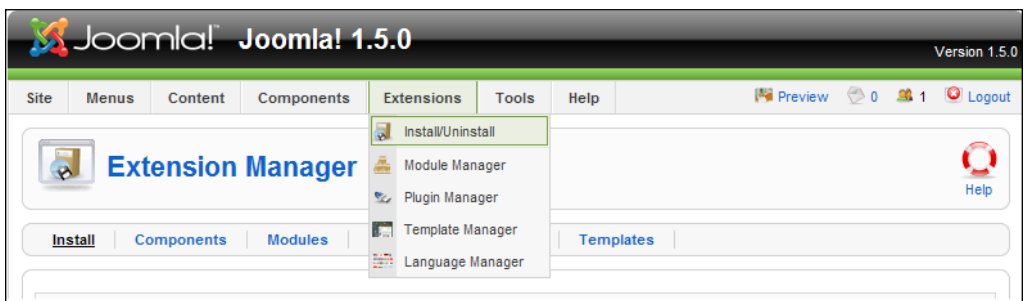 Joomla! Joomla! 1.5.0
Version 1.5.0
Site Menus Content Components Extensions Tools Help Preview 0 1 Logout
Install/Uninstall
Extension Manager
Module Manager
Help
Plugin Manager
Template Manager
Install Components Modules Templates
Language Manager